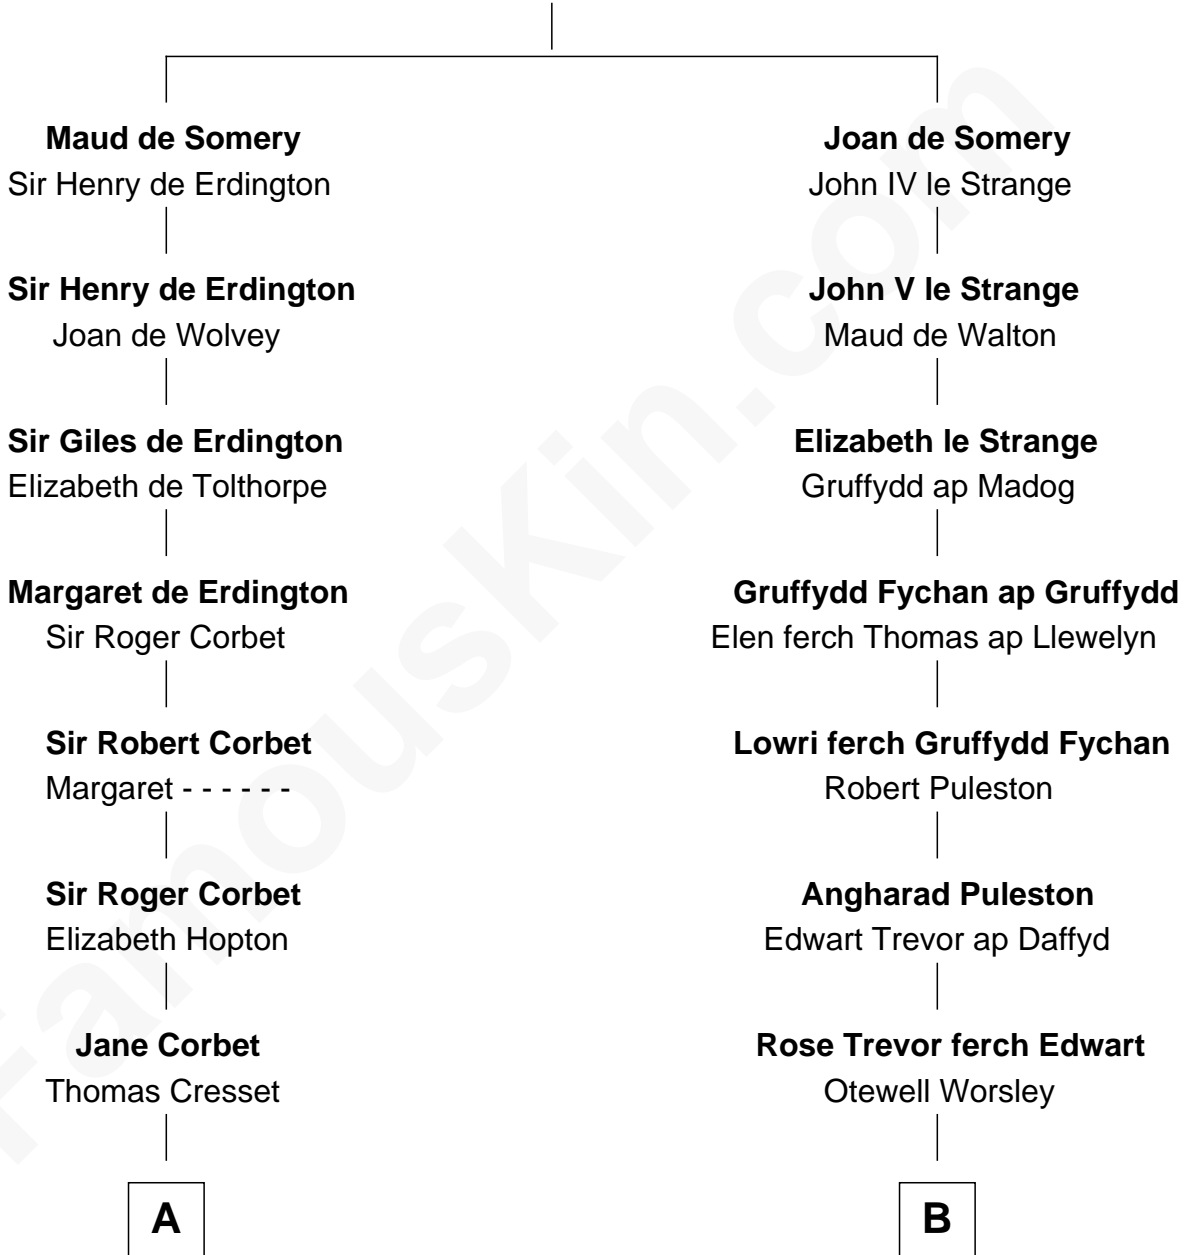 Maud de Somery
Sir Henry de Erdington
Joan de Somery
John IV le Strange
Sir Henry de Erdington
Joan de Wolvey
John V le Strange
Maud de Walton
Sir Giles de Erdington
Elizabeth de Tolthorpe
Elizabeth le Strange
Gruffydd ap Madog
Margaret de Erdington
Sir Roger Corbet
Gruffydd Fychan ap Gruffydd
Elen ferch Thomas ap Llewelyn
Sir Robert Corbet
Margaret - - - - - -
Lowri ferch Gruffydd Fychan
Robert Puleston
Sir Roger Corbet
Elizabeth Hopton
Angharad Puleston
Edwart Trevor ap Daffyd
Jane Corbet
Thomas Cresset
Rose Trevor ferch Edwart
Otewell Worsley
A
B
FamousKin.com